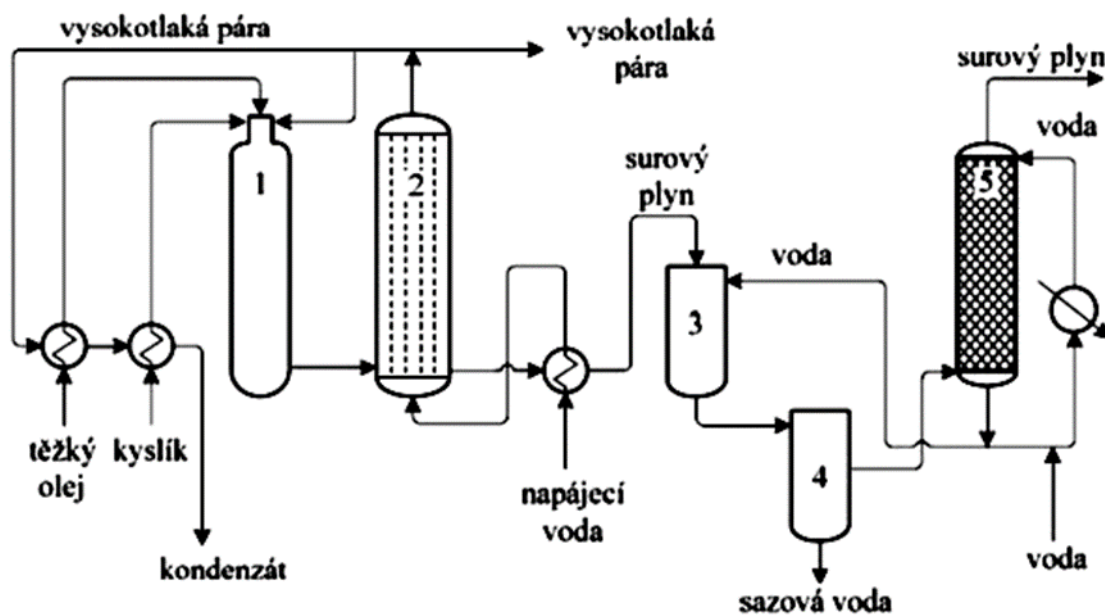 vysokotlaká pára
vysokotlaká
pára
surový plyn
voda
surový
plyn
1
2
5
voda
3
4
těžký
olej
kyslík
napájecí
voda
kondenzát
voda
sazová voda